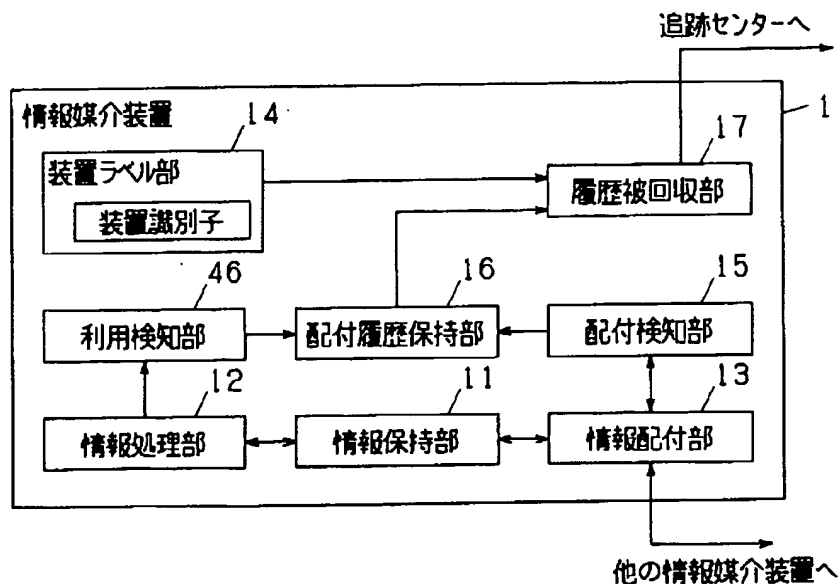 追跡センターへ
情報媒介装置
1
14
17
装置ラベル部
履歴被回収部
装置識別子
46
16
15
利用検知部
配付履歴保持部
配付検知部
12
11
13
情報処理部
情報保持部
情報配付部
他の情報媒介装置へ